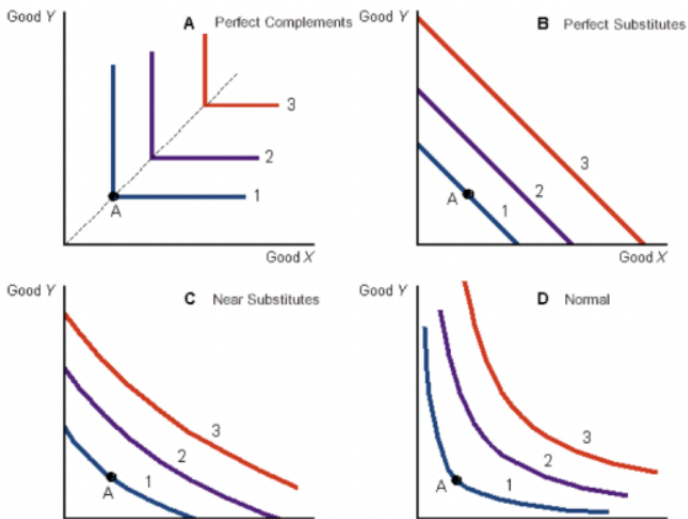 Good Y
A Perfect Complements
3
2
1
A
Good X
Good Y
B Perfect Substitutes
3
2
A
1
Good X
Good Y
C Near Substitutes
3
2
1
A
Good Y
D Normal
3
2
A
1